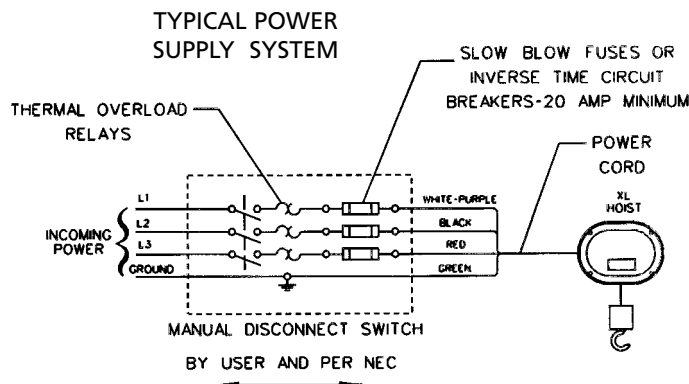 TYPICAL POWER
SUPPLY SYSTEM
SLOW BLOW FUSES OR
INVERSE TIME CIRCUIT
BREAKERS-20 AMP MINIMUM
THERMAL OVERLOAD
RELAYS
POWER
CORD
XL
HOIST
L1
WHITE-PURPLE
L2
BLACK
INCOMING
POWER
L3
RED
GROUND
GREEN
MANUAL DISCONNECT SWITCH
BY USER AND PER NEC